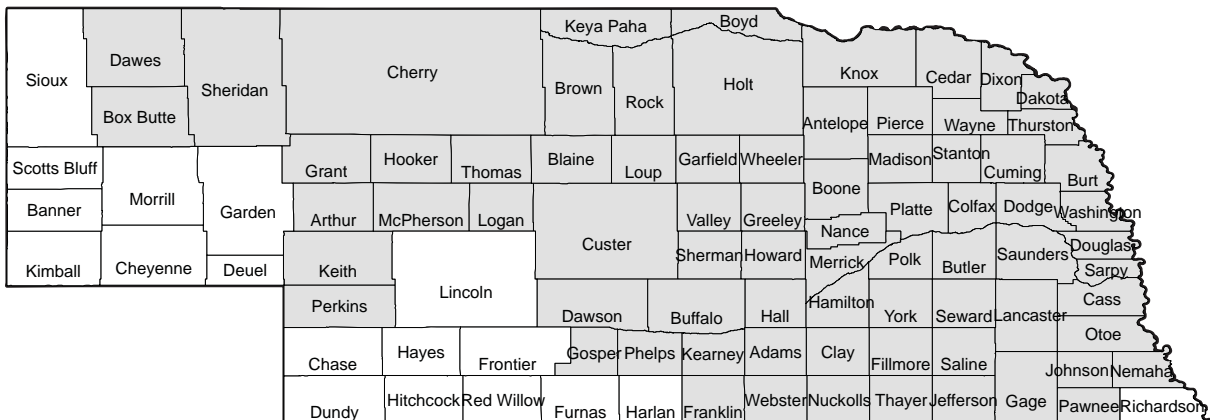 Keya Paha Boyd
Dawes
Cherry Knox Cedar Dixon
Sioux Sheridan Brown Rock Holt
Dakota
Box Butte Antelope Pierce Wayne Thurston
Scotts Bluff Grant Hooker Thomas Blaine Loup Garfield Wheeler Madison Stanton Cuming
Burt
Morrill Boone
Banner Garden Arthur McPherson Logan Valley Greeley Platte Colfax Dodge Washington
Nance
Custer Douglas
Kimball Cheyenne Deuel Keith Sherman Howard Merrick Polk Butler Saunders Sarpy
Lincoln
Perkins Hamilton Cass
Dawson Buffalo Hall York Seward Lancaster
Otoe
Chase Hayes Frontier Gosper Phelps Kearney Adams Clay Fillmore Saline
Johnson Nemaha
Dundy Hitchcock Red Willow Furnas Harlan Franklin Webster Nuckolls Thayer Jefferson Gage Pawnee Richardson